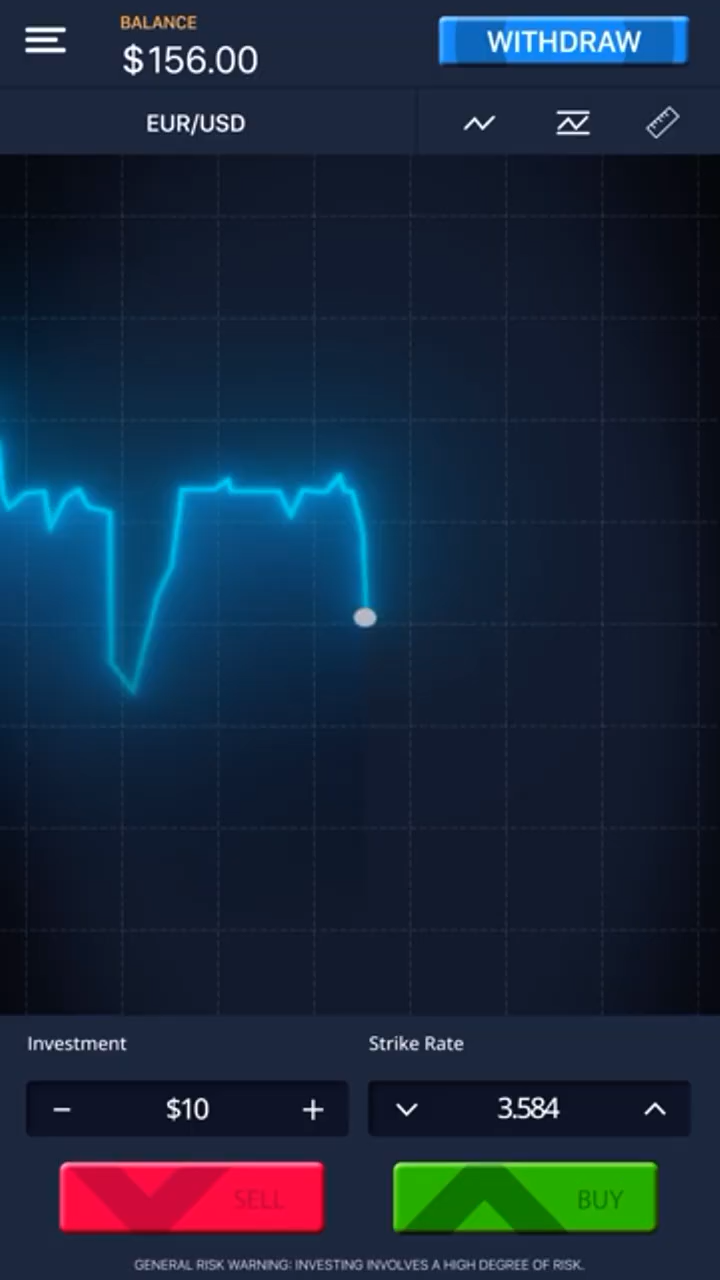 BALANCE
$156.00
WITHDRAW
EUR/USD
Investment
Strike Rate
$10
3.584
SELL
BUY
GENERAL RISK WARNING: INVESTING INVOLVES A HIGH DEGREE OF RISK.